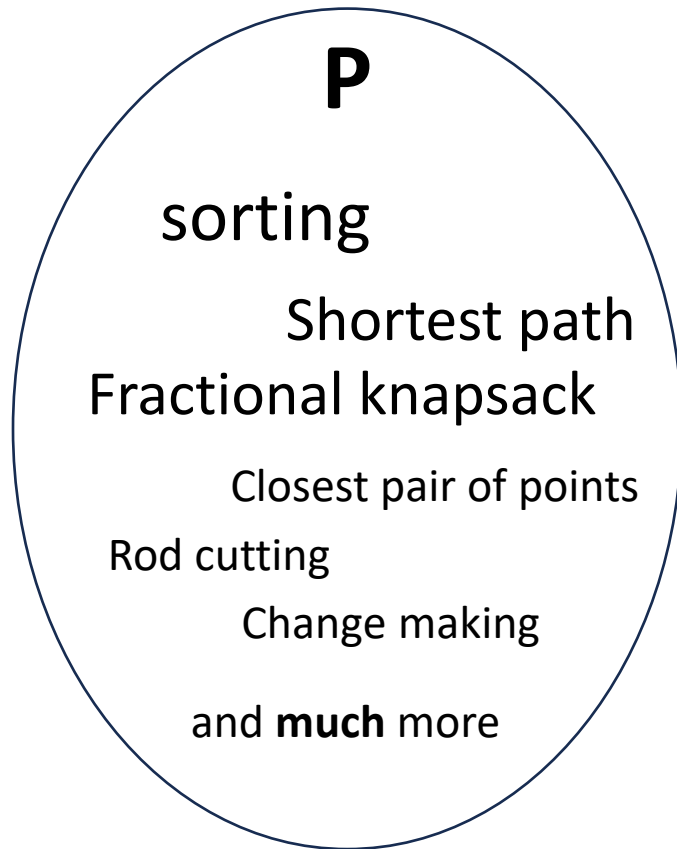 P
sorting
Shortest path
Fractional knapsack
Closest pair of points
Rod cutting
Change making
and much more